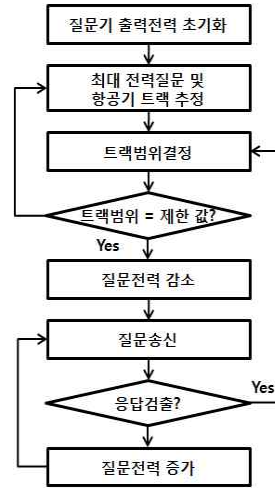 질문기 출력전력 초기화
최대 전력질문 및
항공기 트랙 추정
트랙범위결정
트랙범위 = 제한 값?
Yes
질문전력 감소
질문송신
응답검출?
Yes
질문전력 증가